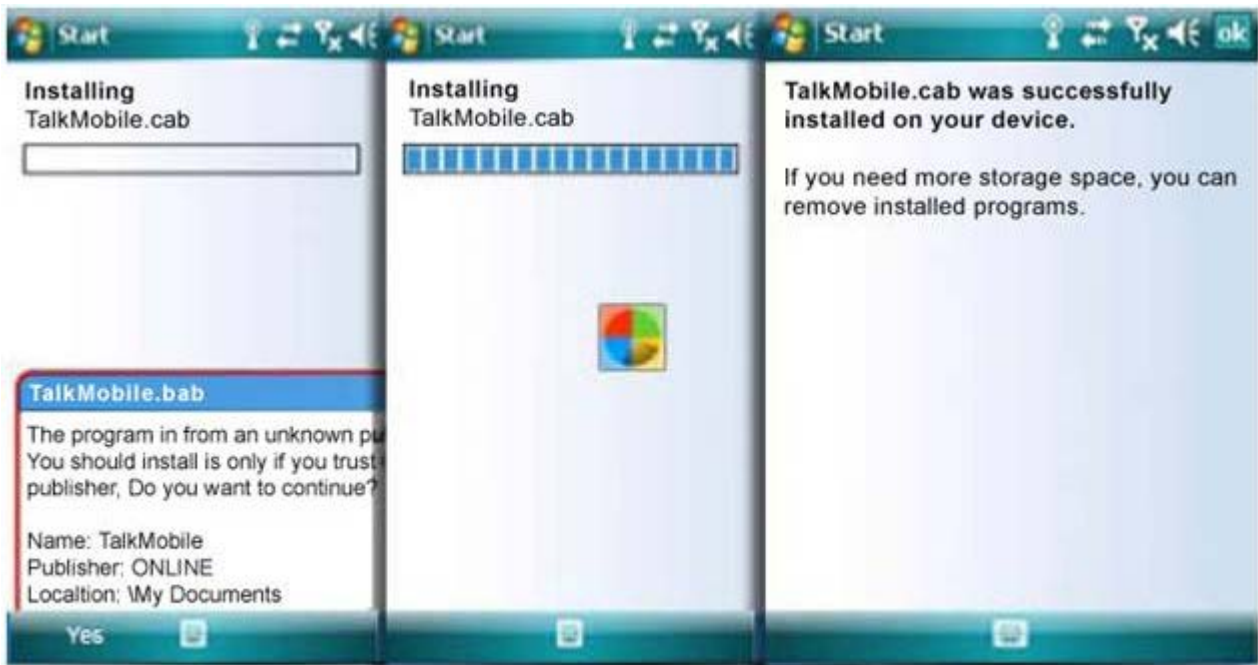 Start
Installing
TalkMobile.cab
TalkMobile.bab
The program in from an unknown
You should install is only if you trust
publisher, Do you want to continue?
Name: TalkMobile
Publisher: ONLINE
Localtion: \My Documents
Yes
Start
Installing
TalkMobile.cab
Start
ok
TalkMobile.cab was successfully
installed on your device.
If you need more storage space, you can
remove installed programs.